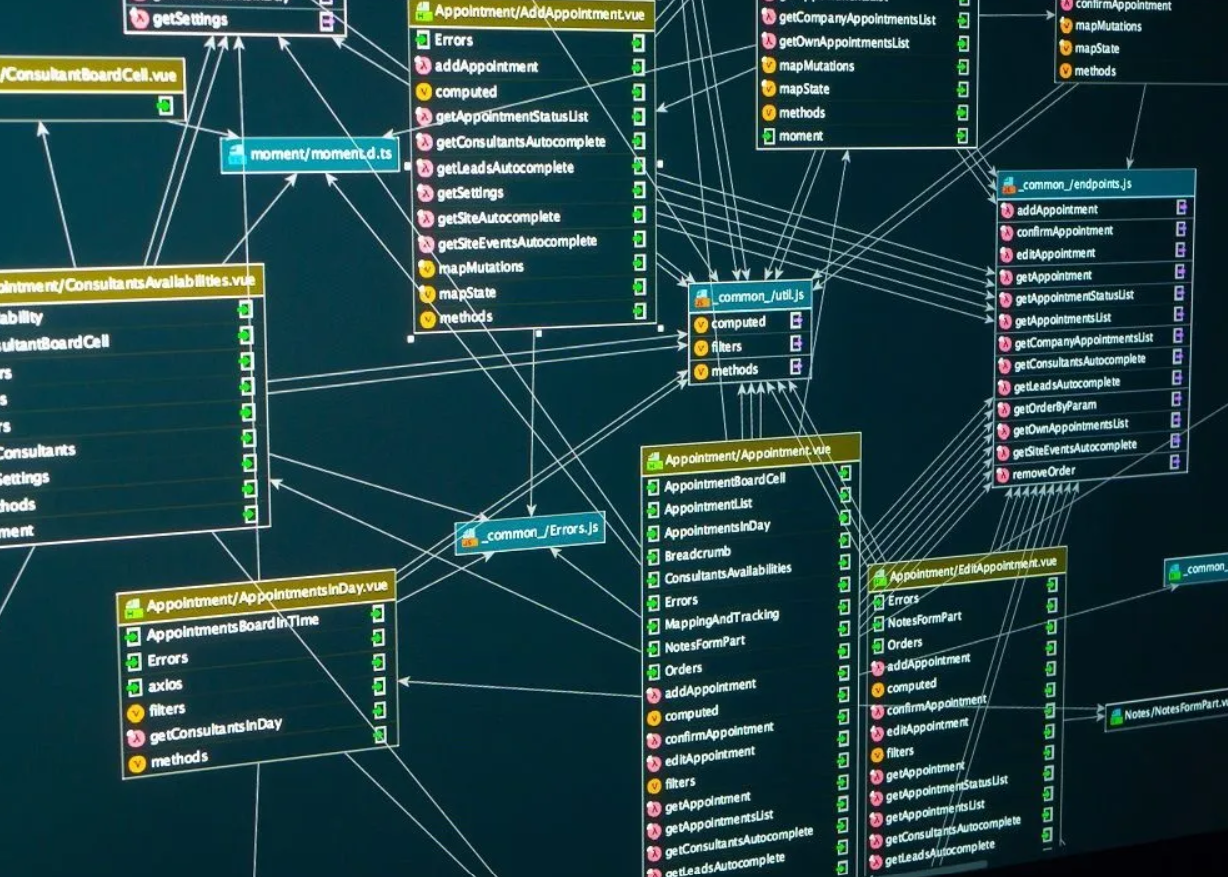 getSettings
/ConsultantBoardCell.vue
moment/moment.d.ts
Appointment/AddAppointment.vue
Errors
addAppointment
computed
getAppointmentStatusList
getConsultantsAutocomplete
getLeadsAutocomplete
getSettings
getSiteAutocomplete
getSiteEventsAutocomplete
mapMutations
mapState
methods
getCompanyAppointmentsList
getOwnAppointmentsList
mapMutations
mapState
methods
moment
confirmAppointment
mapMutations
mapState
methods
_common_/endpoints.js
addAppointment
confirmAppointment
editAppointment
getAppointment
getAppointmentStatusList
getAppointmentsList
getCompanyAppointmentsList
getConsultantsAutocomplete
getLeadsAutocomplete
getOrderByParam
getOwnAppointmentsList
getSiteEventsAutocomplete
removeOrder
_common_/util.js
computed
filters
methods
ointment/ConsultantsAvailabilities.vue
lability
sultantBoardCell
rs
s
rs
Consultants
Settings
hods
ment
_common_/Errors.js
Appointment/AppointmentsInDay.vue
AppointmentsBoardInTime
Errors
axios
filters
getConsultantsInDay
methods
Appointment/Appointment.vue
AppointmentBoardCell
AppointmentList
AppointmentsInDay
Breadcrumb
ConsultantsAvailabilities
Errors
MappingAndTracking
NotesFormPart
Orders
addAppointment
computed
confirmAppointment
editAppointment
filters
getAppointment
getAppointmentsList
getConsultantsAutocomplete
getLeadsAutocomplete
Appointment/EditAppointment.vue
Errors
NotesFormPart
Orders
addAppointment
computed
confirmAppointment
editAppointment
filters
getAppointment
getAppointmentStatusList
getAppointmentsList
getConsultantsAutocomplete
getLeadsAutocomplete
_common_
Notes/NotesFormPart.vu